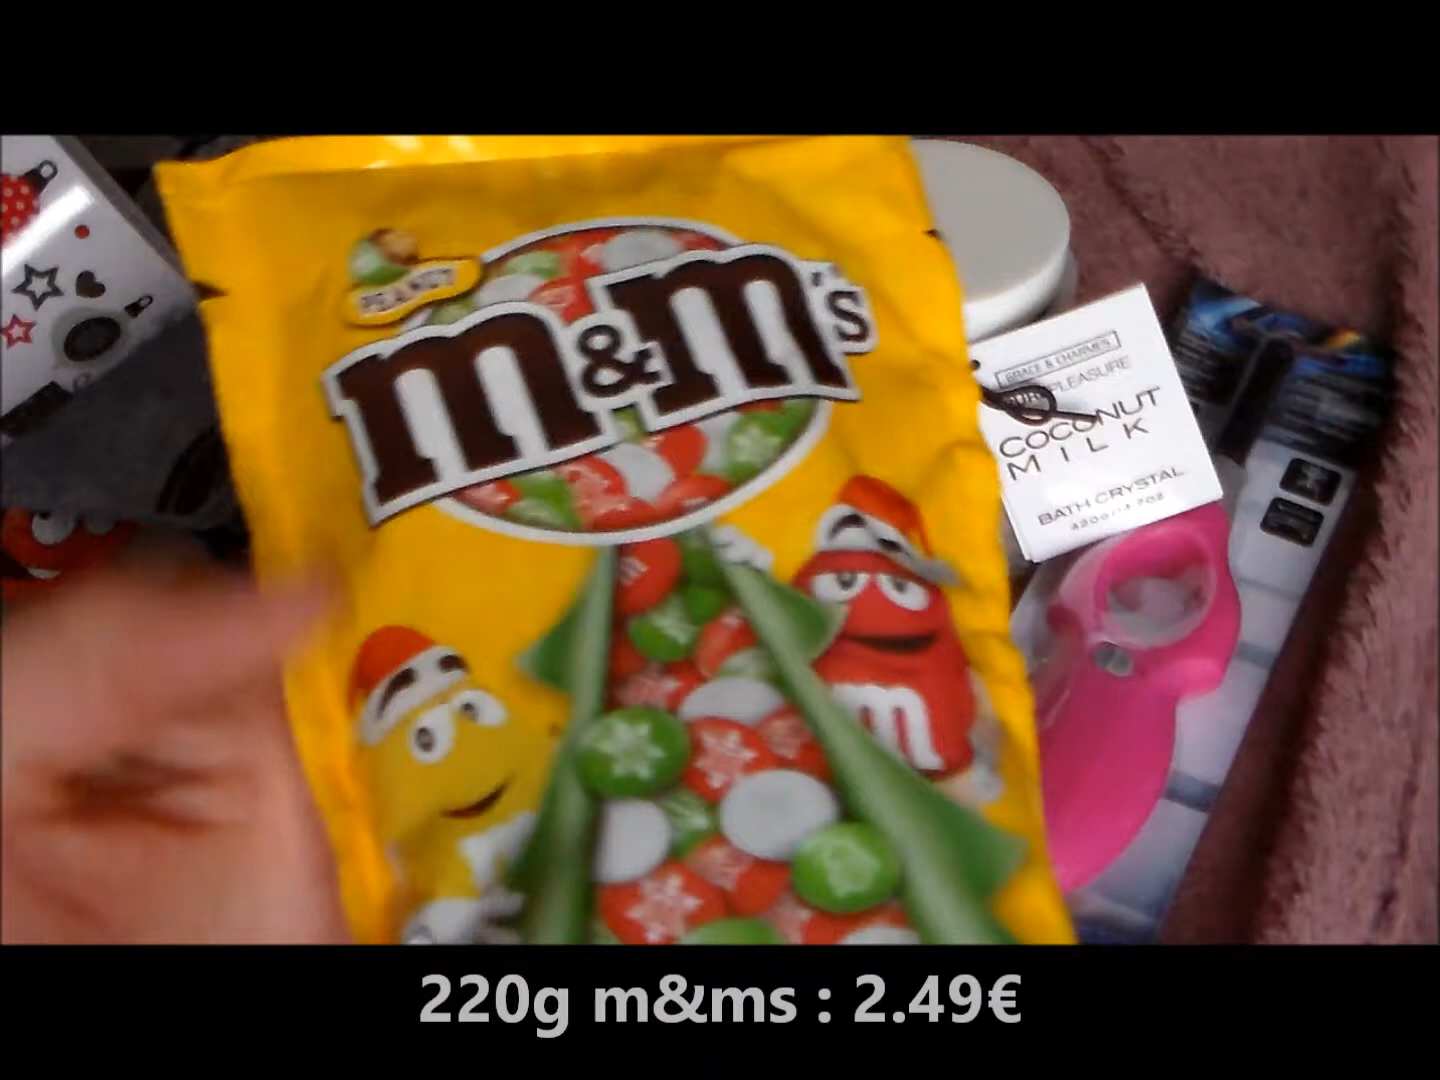 PEANUT
m&m's
GRACE & CHARMES
PLEASURE
COCONUT
MILK
BATH CRYSTAL
m
m
220g m&ms : 2.49€